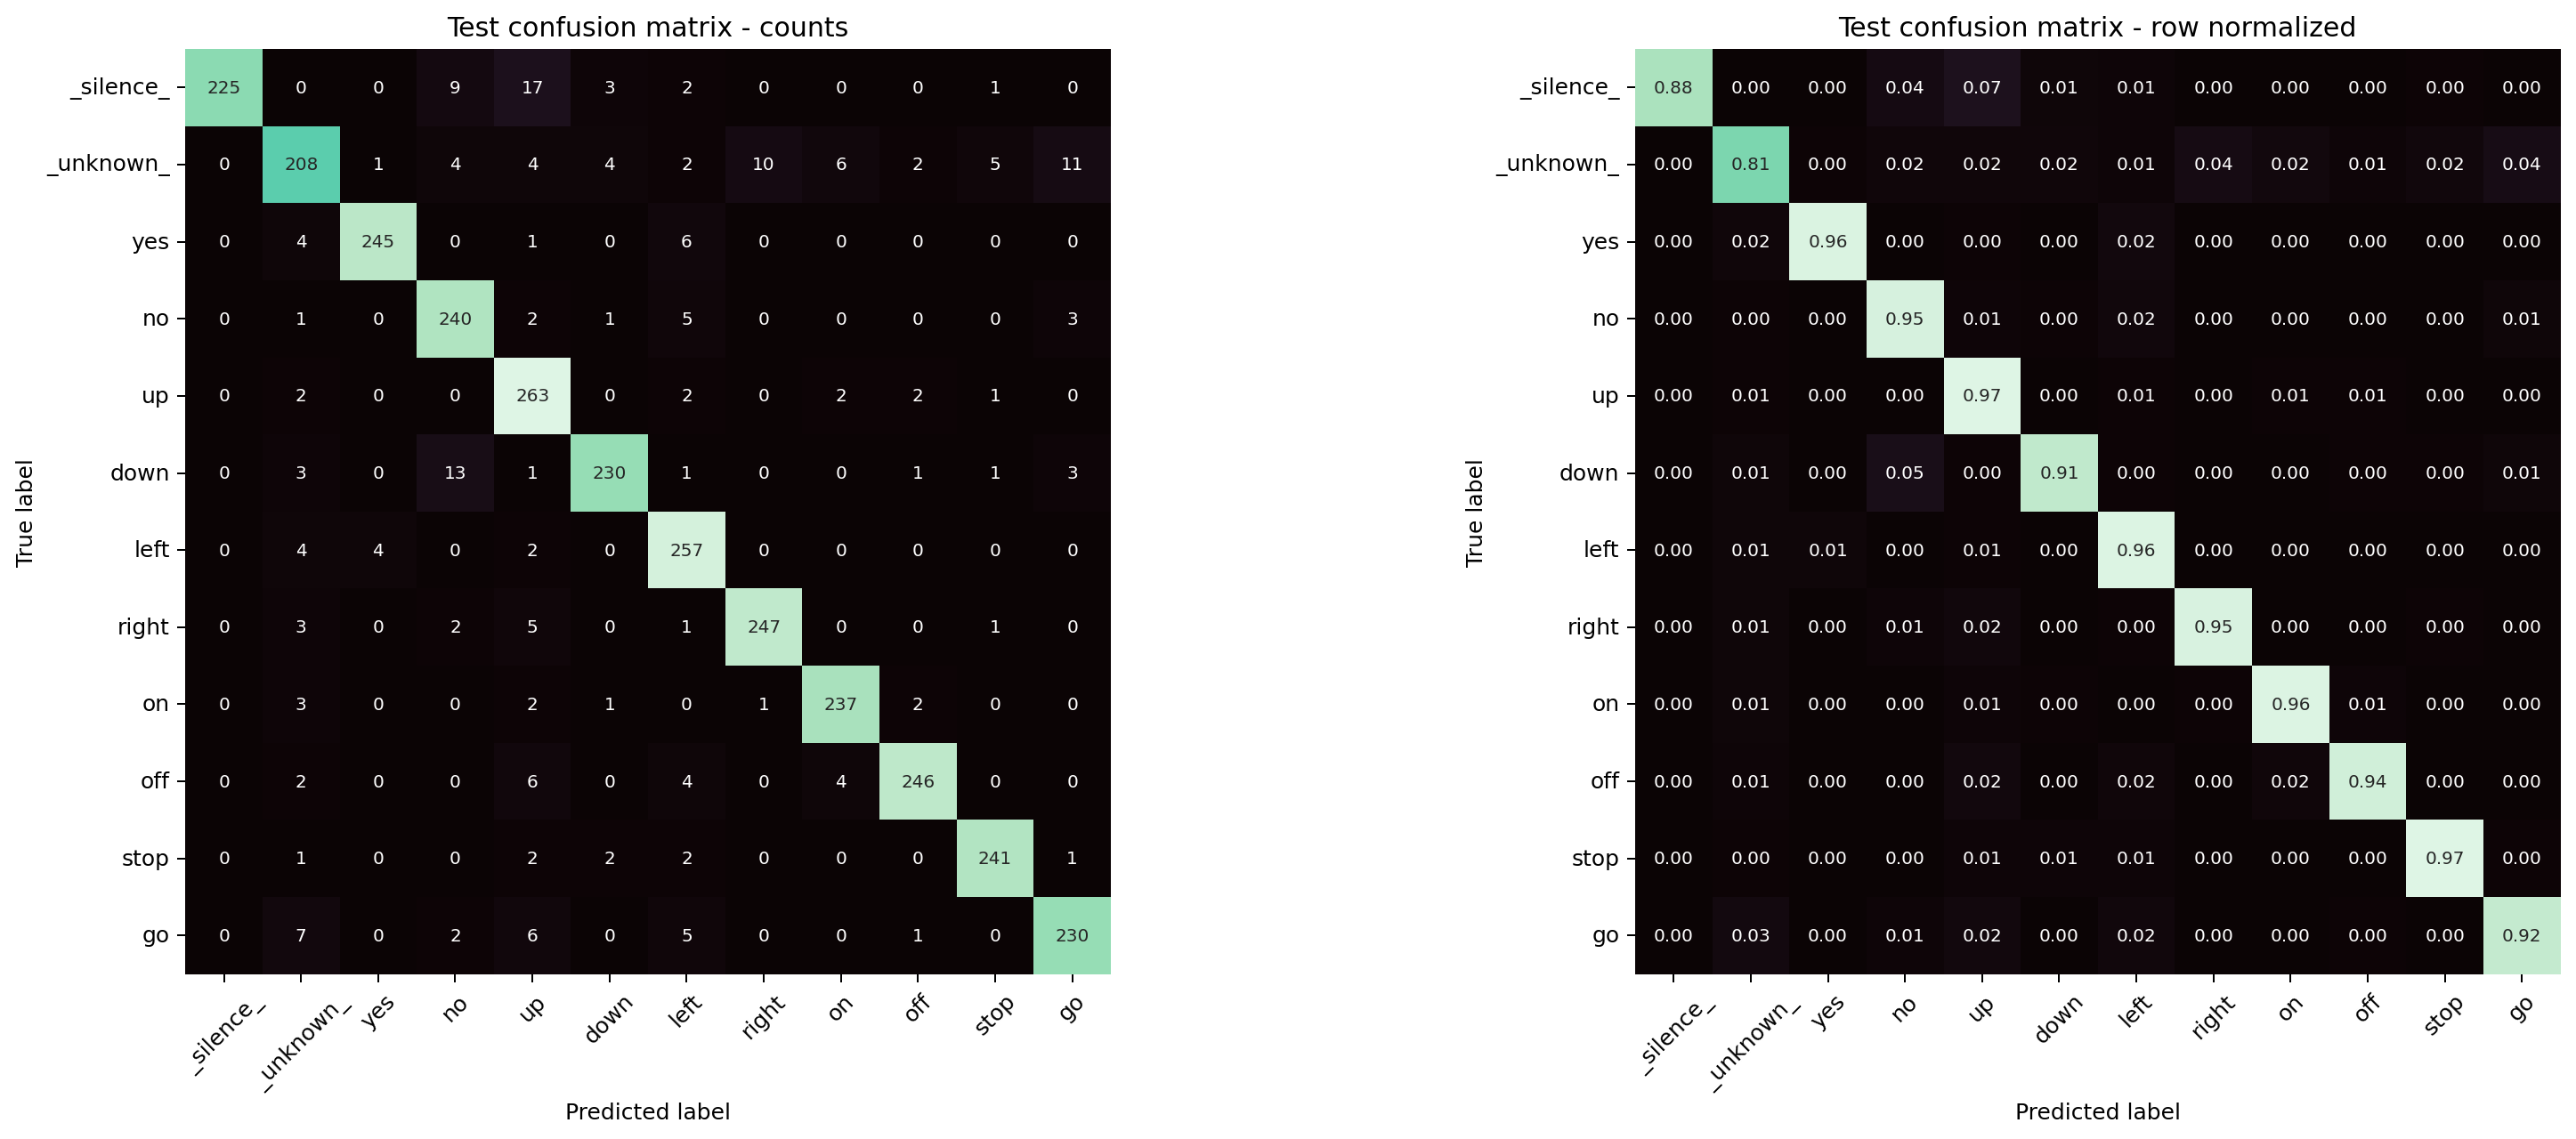 Test confusion matrix - counts
_silence_ 225 0 0 9 17 3 2 0 0 0 1 0
_unknown_ 0 208 1 4 4 4 2 10 6 2 5 11
yes 0 4 245 0 1 0 6 0 0 0 0 0
no 0 1 0 240 2 1 5 0 0 0 0 3
up 0 2 0 0 263 0 2 0 2 2 1 0
down 0 3 0 13 1 230 1 0 0 1 1 3
left 0 4 4 0 2 0 257 0 0 0 0 0
right 0 3 0 2 5 0 1 247 0 0 1 0
on 0 3 0 0 2 1 0 1 237 2 0 0
off 0 2 0 0 6 0 4 0 4 246 0 0
stop 0 1 0 0 2 2 2 0 0 0 241 1
go 0 7 0 2 6 0 5 0 0 1 0 230
True label
_silence_ _unknown_ yes no up down left right on off stop go
Predicted label
Test confusion matrix - row normalized
_silence_ 0.88 0.00 0.00 0.04 0.07 0.01 0.01 0.00 0.00 0.00 0.00 0.00
_unknown_ 0.00 0.81 0.00 0.02 0.02 0.02 0.01 0.04 0.02 0.01 0.02 0.04
yes 0.00 0.02 0.96 0.00 0.00 0.00 0.02 0.00 0.00 0.00 0.00 0.00
no 0.00 0.00 0.00 0.95 0.01 0.00 0.02 0.00 0.00 0.00 0.00 0.01
up 0.00 0.01 0.00 0.00 0.97 0.00 0.01 0.00 0.01 0.01 0.00 0.00
down 0.00 0.01 0.00 0.05 0.00 0.91 0.00 0.00 0.00 0.00 0.00 0.01
left 0.00 0.01 0.01 0.00 0.01 0.00 0.96 0.00 0.00 0.00 0.00 0.00
right 0.00 0.01 0.00 0.01 0.02 0.00 0.00 0.95 0.00 0.00 0.00 0.00
on 0.00 0.01 0.00 0.00 0.01 0.00 0.00 0.00 0.96 0.01 0.00 0.00
off 0.00 0.01 0.00 0.00 0.02 0.00 0.02 0.00 0.02 0.94 0.00 0.00
stop 0.00 0.00 0.00 0.00 0.01 0.01 0.01 0.00 0.00 0.00 0.97 0.00
go 0.00 0.03 0.00 0.01 0.02 0.00 0.02 0.00 0.00 0.00 0.00 0.92
True label
_silence_ _unknown_ yes no up down left right on off stop go
Predicted label